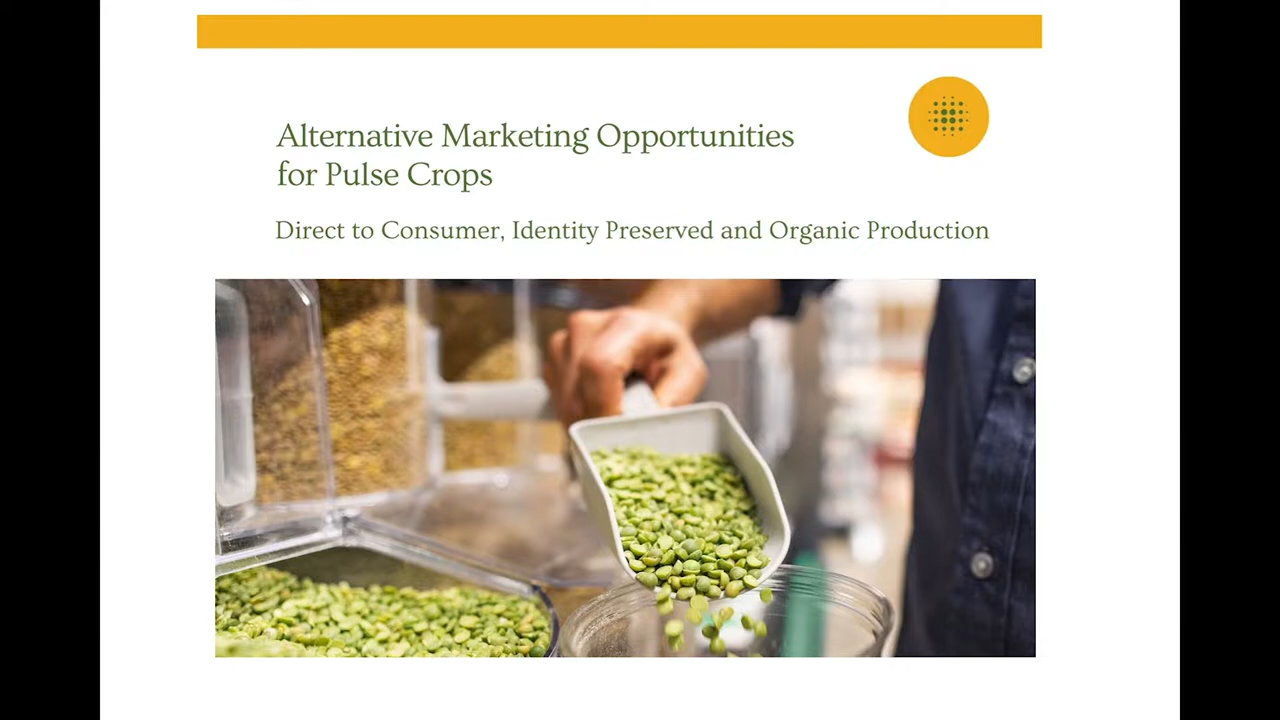 Alternative Marketing Opportunities
for Pulse Crops
Direct to Consumer, Identity Preserved and Organic Production